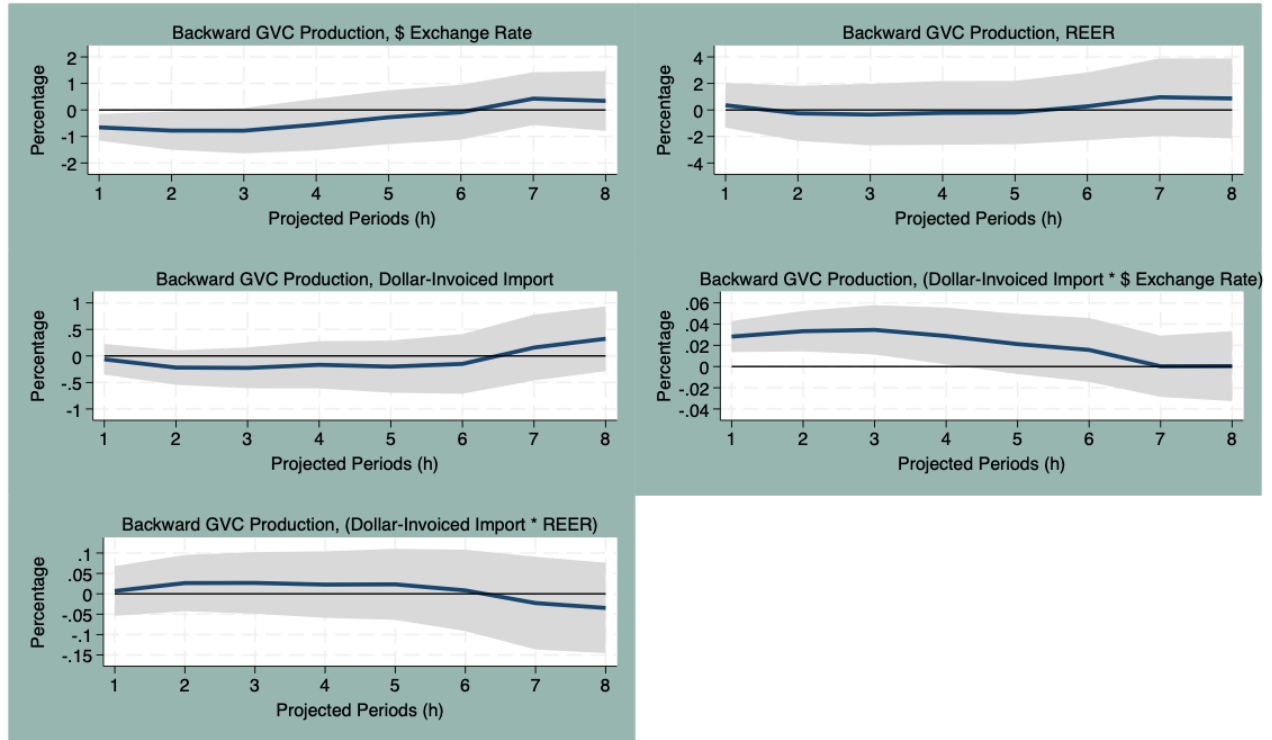 Backward GVC Production, $ Exchange Rate
Percentage
2
1
0
-1
-2
1 2 3 4 5 6 7 8
Projected Periods (h)
Backward GVC Production, REER
Percentage
4
2
0
-2
-4
1 2 3 4 5 6 7 8
Projected Periods (h)
Backward GVC Production, Dollar-Invoiced Import
Percentage
1
.5
0
-.5
-1
1 2 3 4 5 6 7 8
Projected Periods (h)
Backward GVC Production, (Dollar-Invoiced Import * $ Exchange Rate)
Percentage
.06
.04
.02
0
-.02
-.04
1 2 3 4 5 6 7 8
Projected Periods (h)
Backward GVC Production, (Dollar-Invoiced Import * REER)
Percentage
.1
.05
0
-.05
-.1
-.15
1 2 3 4 5 6 7 8
Projected Periods (h)